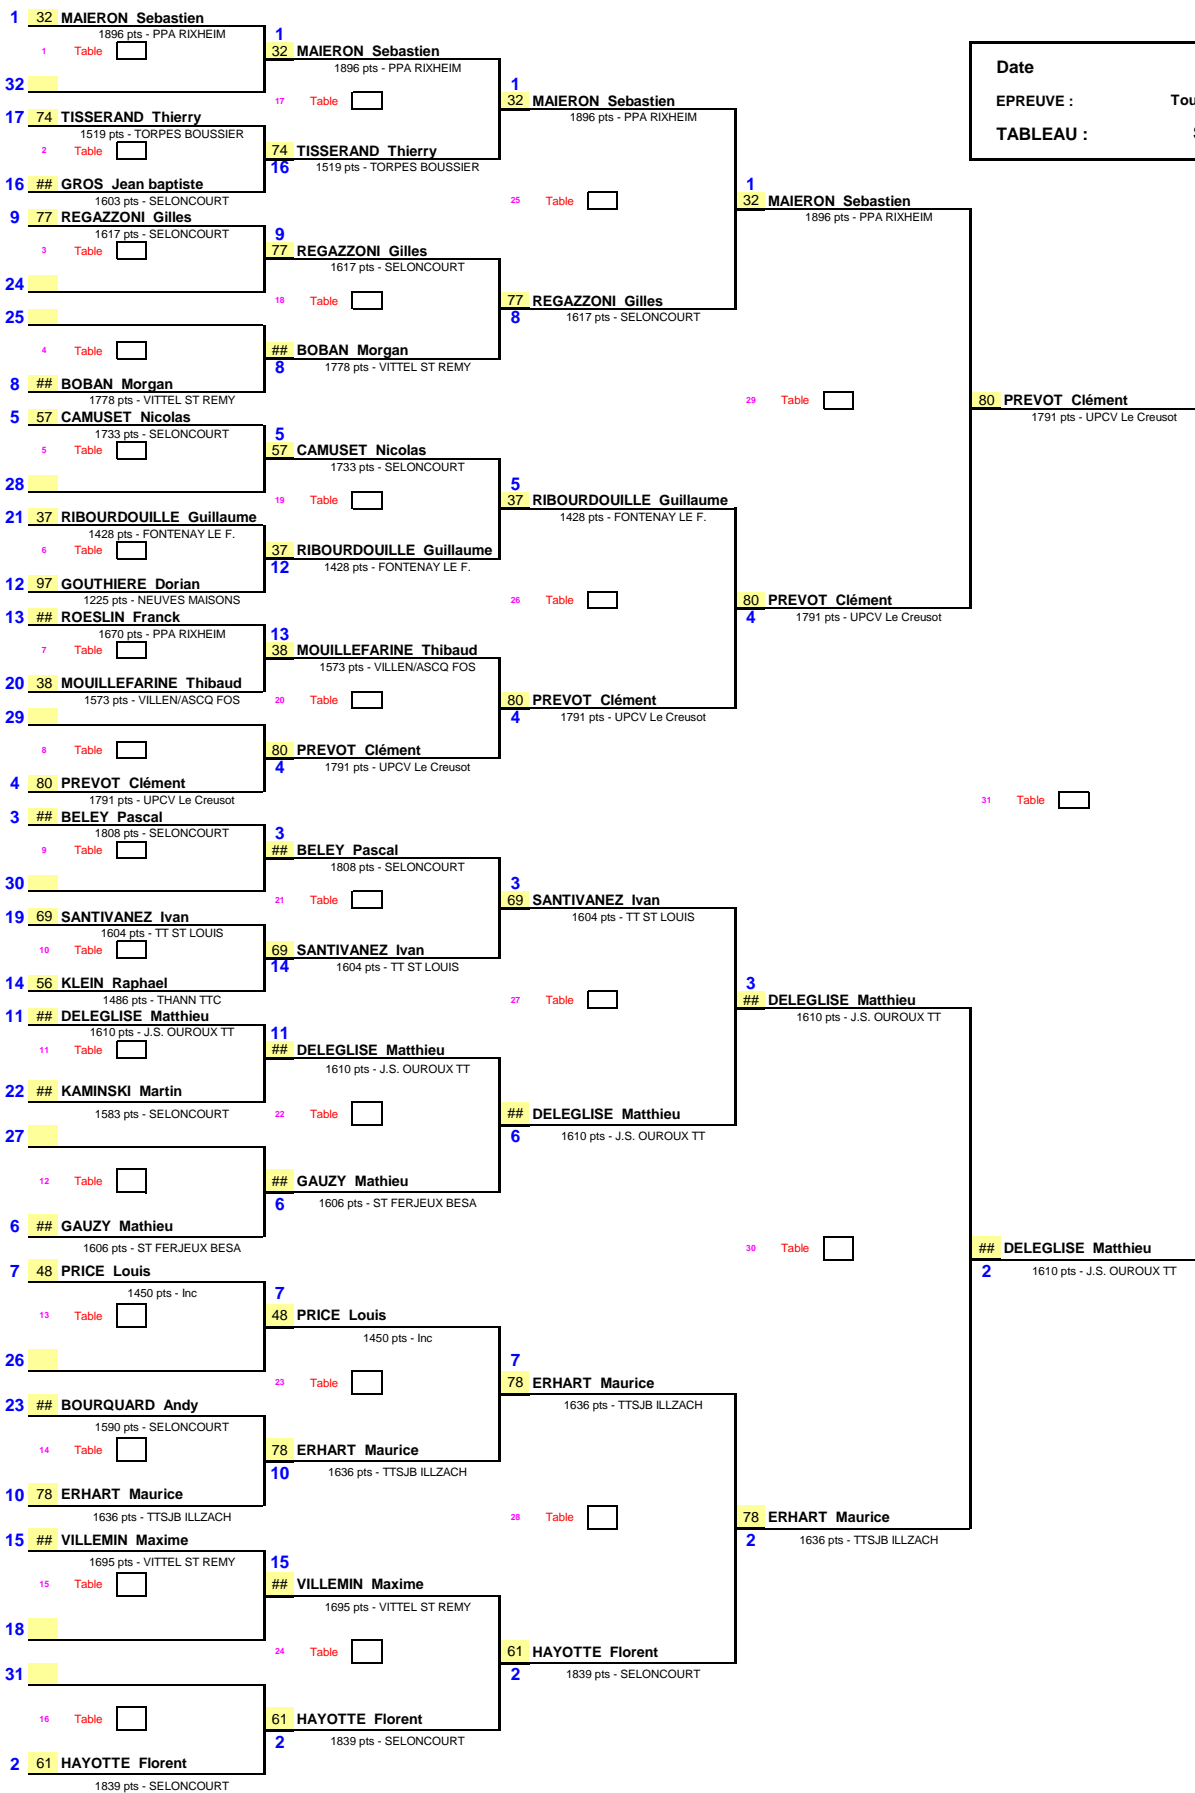 1 32 MAIERON Sebastien
1896 pts - PPA RIXHEIM
1 Table
32
17 74 TISSERAND Thierry
1519 pts - TORPES BOUSSIER
2 Table
16 ## GROS Jean baptiste
1603 pts - SELONCOURT
9 77 REGAZZONI Gilles
1617 pts - SELONCOURT
3 Table
24
25
4 Table
8 ## BOBAN Morgan
1778 pts - VITTEL ST REMY
5 57 CAMUSET Nicolas
1733 pts - SELONCOURT
5 Table
28
21 37 RIBOURDOUILLE Guillaume
1428 pts - FONTENAY LE F.
6 Table
12 97 GOUTHIERE Dorian
1225 pts - NEUVES MAISONS
13 ## ROESLIN Franck
1670 pts - PPA RIXHEIM
7 Table
20 38 MOUILLEFARINE Thibaud
1573 pts - VILLEN/ASCQ FOS
29
8 Table
4 80 PREVOT Clément
1791 pts - UPCV Le Creusot
3 ## BELEY Pascal
1808 pts - SELONCOURT
9 Table
30
19 69 SANTIVANEZ Ivan
1604 pts - TT ST LOUIS
10 Table
14 56 KLEIN Raphael
1486 pts - THANN TTC
11 ## DELEGLISE Matthieu
1610 pts - J.S. OUROUX TT
11 Table
22 ## KAMINSKI Martin
1583 pts - SELONCOURT
27
12 Table
6 ## GAUZY Mathieu
1606 pts - ST FERJEUX BESA
7 48 PRICE Louis
1450 pts - Inc
13 Table
26
23 ## BOURQUARD Andy
1590 pts - SELONCOURT
14 Table
10 78 ERHART Maurice
1636 pts - TTSJB ILLZACH
15 ## VILLEMIN Maxime
1695 pts - VITTEL ST REMY
15 Table
18
31
16 Table
2 61 HAYOTTE Florent
1839 pts - SELONCOURT
1
32 MAIERON Sebastien
1896 pts - PPA RIXHEIM
17 Table
74 TISSERAND Thierry
16 1519 pts - TORPES BOUSSIER
9
77 REGAZZONI Gilles
1617 pts - SELONCOURT
18 Table
## BOBAN Morgan
8 1778 pts - VITTEL ST REMY
5
57 CAMUSET Nicolas
1733 pts - SELONCOURT
19 Table
37 RIBOURDOUILLE Guillaume
12 1428 pts - FONTENAY LE F.
13
38 MOUILLEFARINE Thibaud
1573 pts - VILLEN/ASCQ FOS
20 Table
80 PREVOT Clément
4 1791 pts - UPCV Le Creusot
3
## BELEY Pascal
1808 pts - SELONCOURT
21 Table
69 SANTIVANEZ Ivan
14 1604 pts - TT ST LOUIS
11
## DELEGLISE Matthieu
1610 pts - J.S. OUROUX TT
22 Table
## GAUZY Mathieu
6 1606 pts - ST FERJEUX BESA
7
48 PRICE Louis
1450 pts - Inc
23 Table
78 ERHART Maurice
10 1636 pts - TTSJB ILLZACH
15
## VILLEMIN Maxime
1695 pts - VITTEL ST REMY
24 Table
61 HAYOTTE Florent
2 1839 pts - SELONCOURT
1
32 MAIERON Sebastien
1896 pts - PPA RIXHEIM
25 Table
77 REGAZZONI Gilles
8 1617 pts - SELONCOURT
5
37 RIBOURDOUILLE Guillaume
1428 pts - FONTENAY LE F.
26 Table
80 PREVOT Clément
4 1791 pts - UPCV Le Creusot
3
69 SANTIVANEZ Ivan
1604 pts - TT ST LOUIS
27 Table
## DELEGLISE Matthieu
6 1610 pts - J.S. OUROUX TT
7
78 ERHART Maurice
1636 pts - TTSJB ILLZACH
28 Table
61 HAYOTTE Florent
2 1839 pts - SELONCOURT
1
32 MAIERON Sebastien
1896 pts - PPA RIXHEIM
29 Table
80 PREVOT Clément
4 1791 pts - UPCV Le Creusot
3
## DELEGLISE Matthieu
1610 pts - J.S. OUROUX TT
30 Table
78 ERHART Maurice
2 1636 pts - TTSJB ILLZACH
Date
EPREUVE : Tou
TABLEAU :
80 PREVOT Clément
1791 pts - UPCV Le Creusot
31 Table
## DELEGLISE Matthieu
2 1610 pts - J.S. OUROUX TT